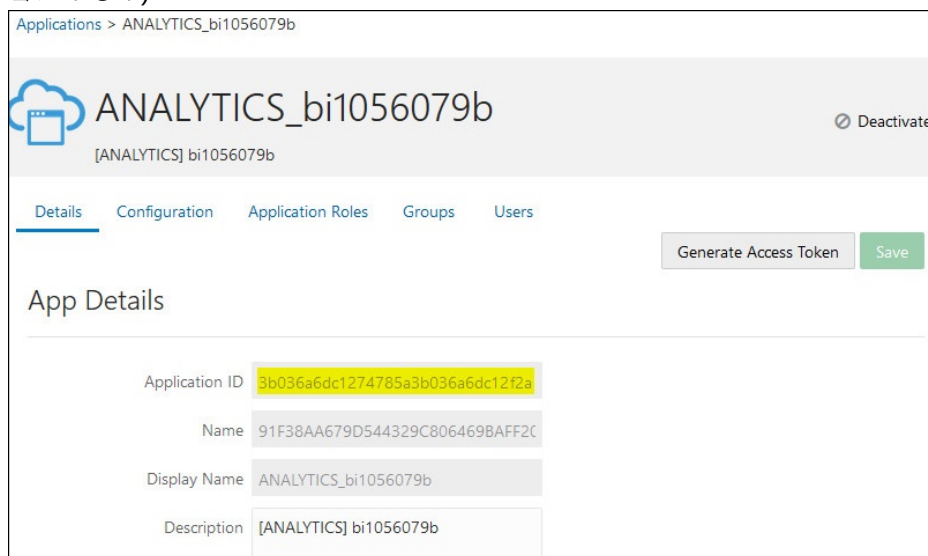 Applications > ANALYTICS_bi1056079b
ANALYTICS_bi1056079b
Deactivate
[ANALYTICS] bi1056079b
Details Configuration Application Roles Groups Users
Generate Access Token Save
App Details
Application ID 3b036a6dc1274785a3b036a6dc12f2a
Name 91F38AA679D544329C806469BAFF2
Display Name ANALYTICS_bi1056079b
Description [ANALYTICS] bi1056079b